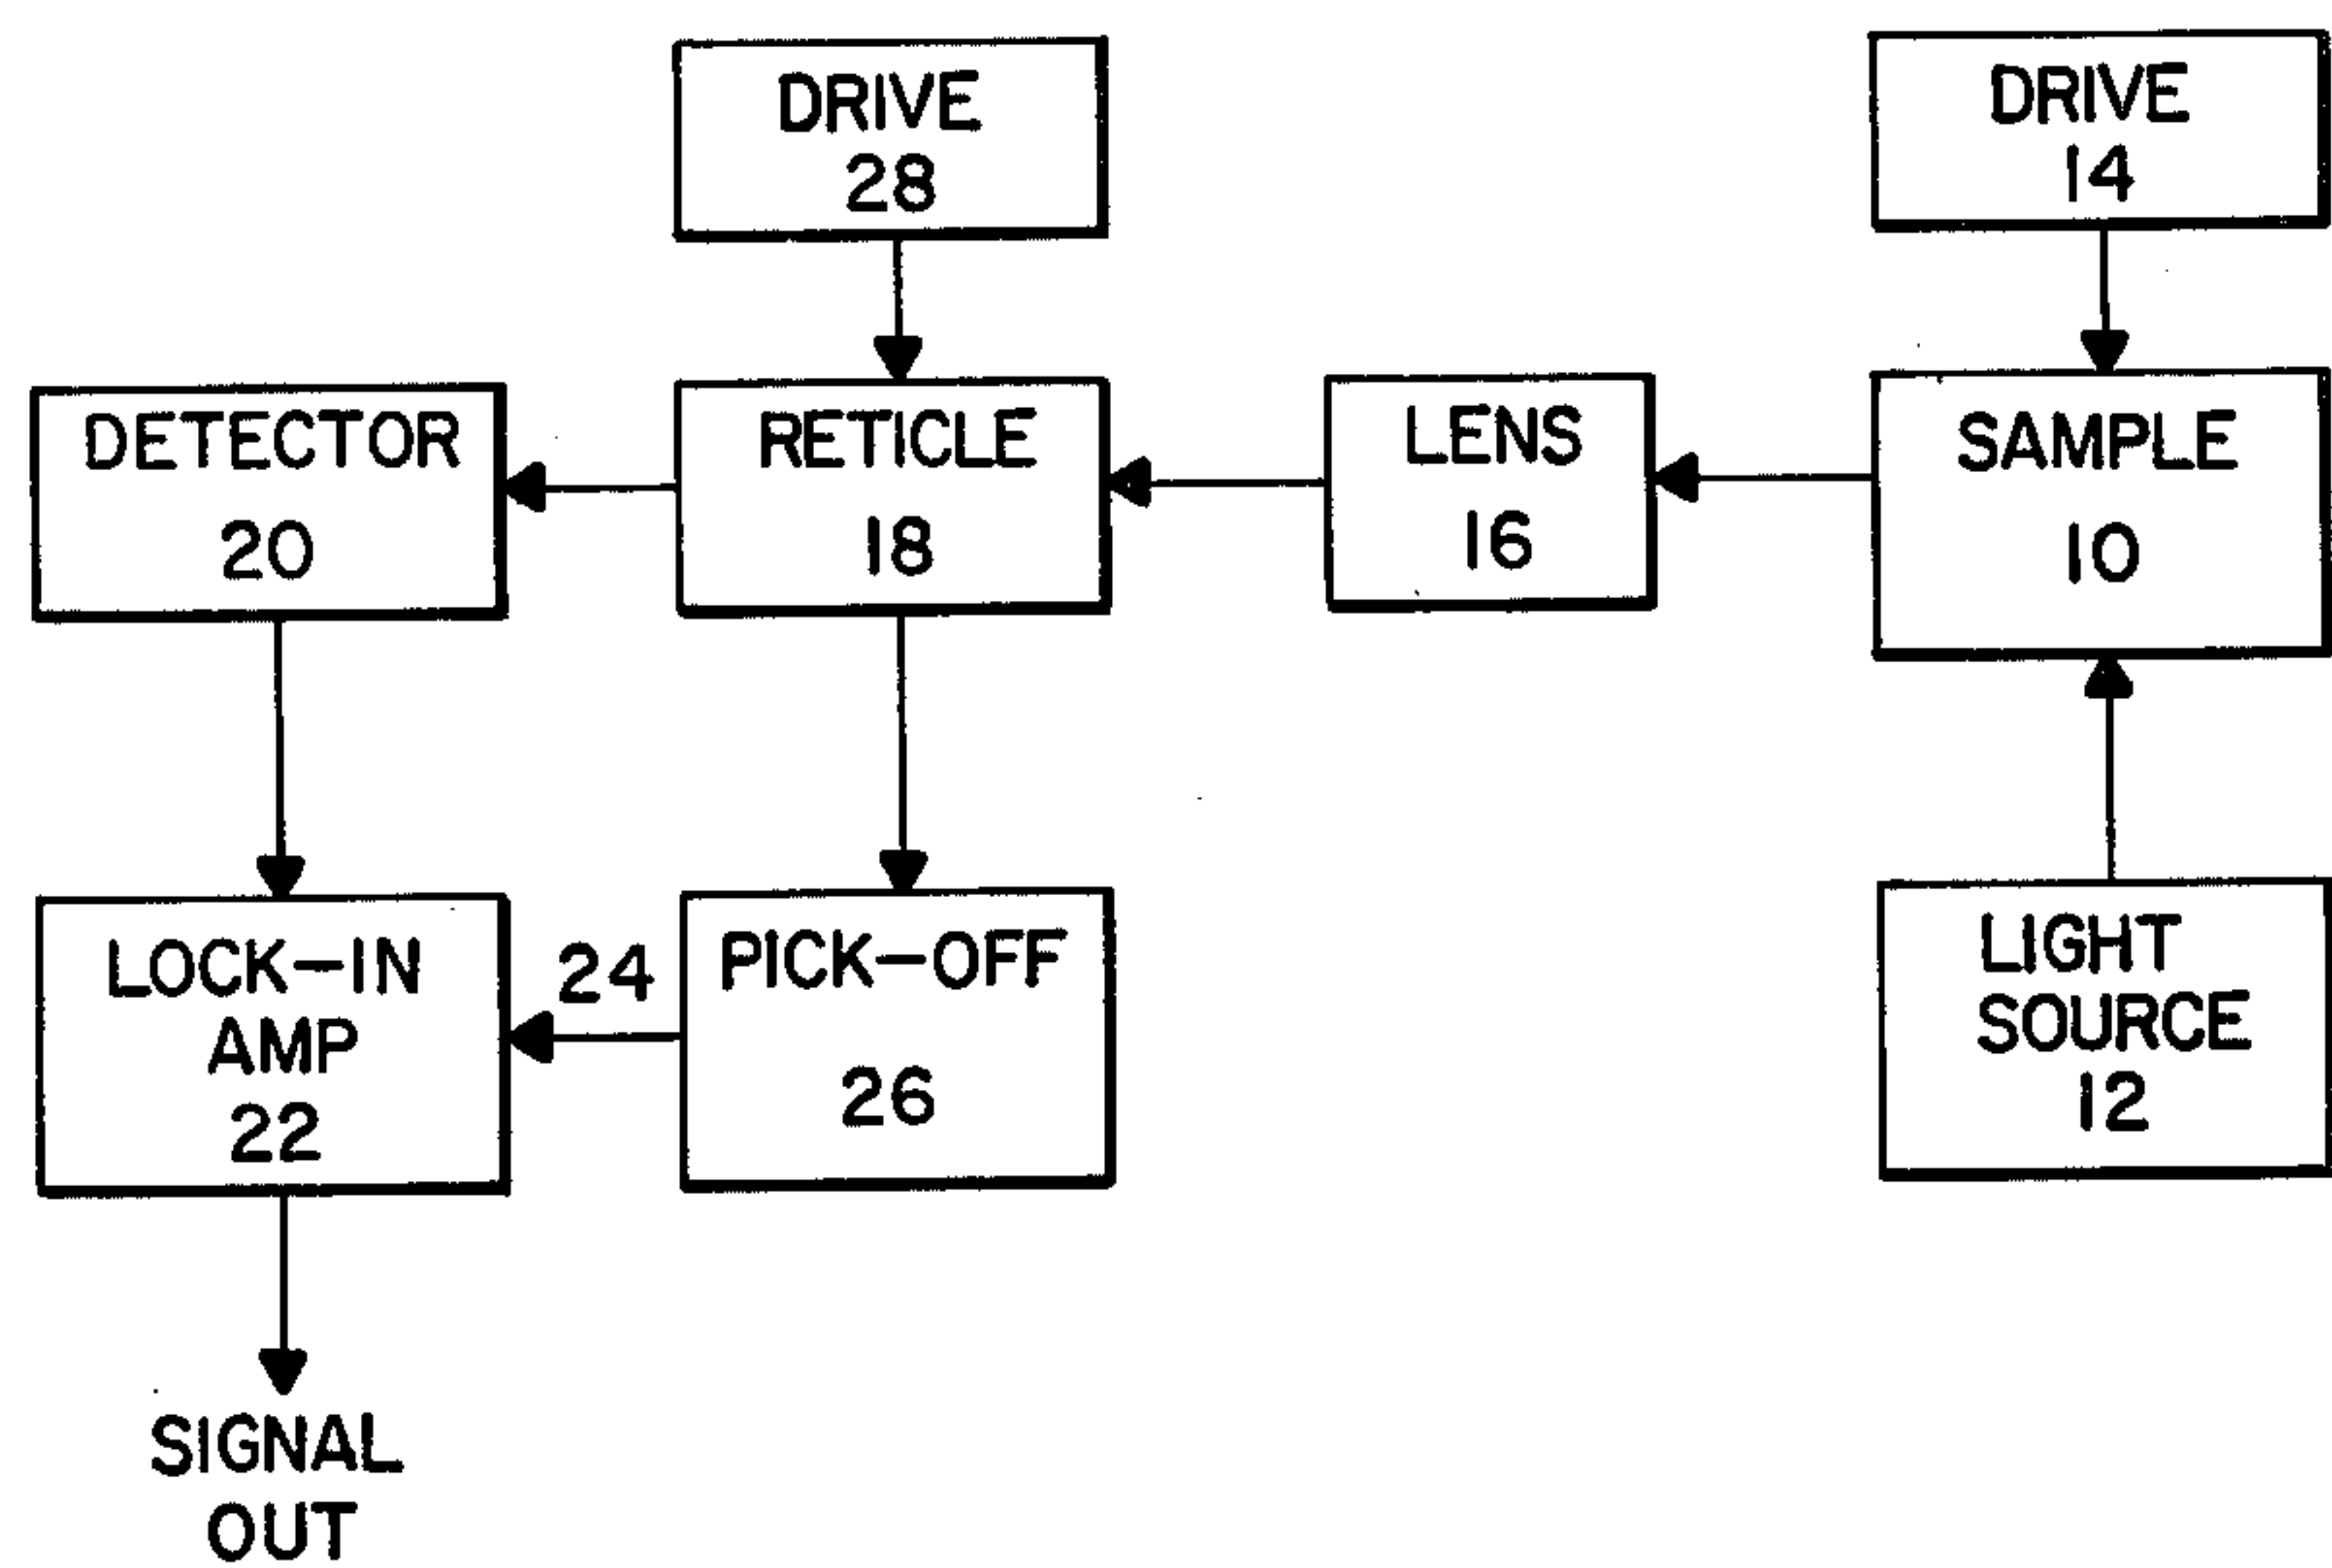 DRIVE
28
DRIVE
14
DETECTOR
20
RETICLE
18
LENS
16
SAMPLE
10
LOCK-IN
AMP
22
24
PICK-OFF
26
LIGHT
SOURCE
12
SIGNAL
OUT